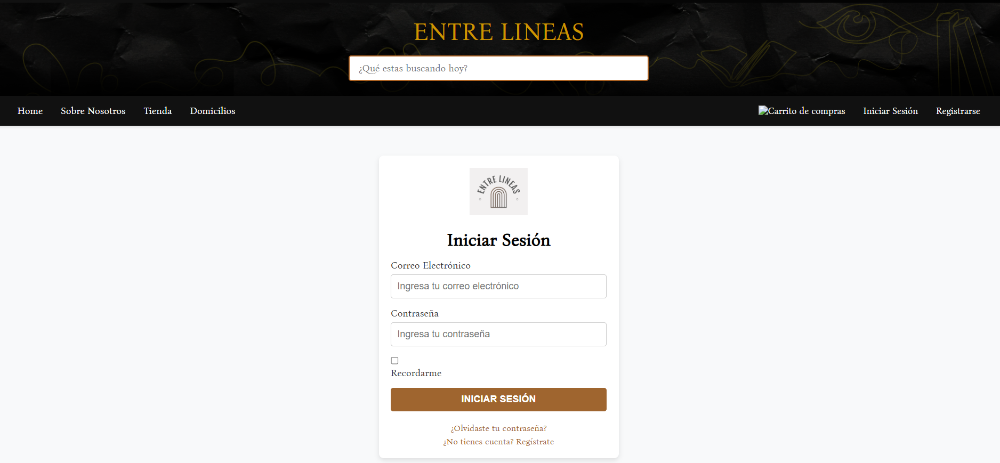 ENTRE LINEAS
¿Qué estas buscando hoy?
Home Sobre Nosotros Tienda Domicilios Carrito de compras Iniciar Sesión Registrarse
ENTRE LINEAS
Iniciar Sesión
Correo Electrónico
Ingresa tu correo electrónico
Contraseña
Ingresa tu contraseña
Recordarme
INICIAR SESIÓN
¿Olvidaste tu contraseña?
¿No tienes cuenta? Regístrate